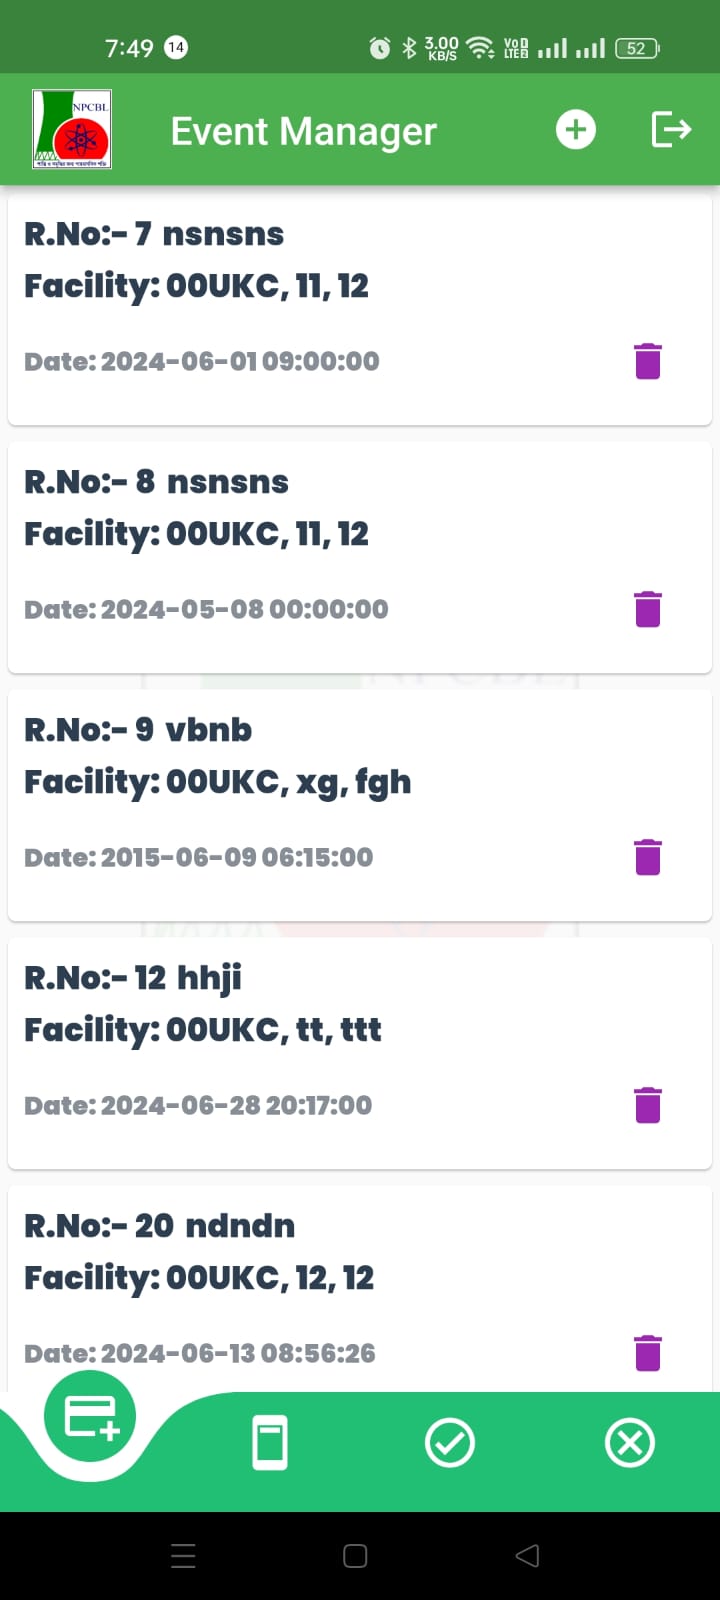 7:49 14 3.00 KB/S VoD LTE2 52
NPCBL
Event Manager
R.No:- 7 nsnsns
Facility: 00UKC, 11, 12
Date: 2024-06-01 09:00:00
R.No:- 8 nsnsns
Facility: 00UKC, 11, 12
Date: 2024-05-08 00:00:00
NPCBL
R.No:- 9 vbnb
Facility: 00UKC, xg, fgh
Date: 2015-06-09 06:15:00
R.No:- 12 hhji
Facility: 00UKC, tt, ttt
Date: 2024-06-28 20:17:00
R.No:- 20 ndndn
Facility: 00UKC, 12, 12
Date: 2024-06-13 08:56:26